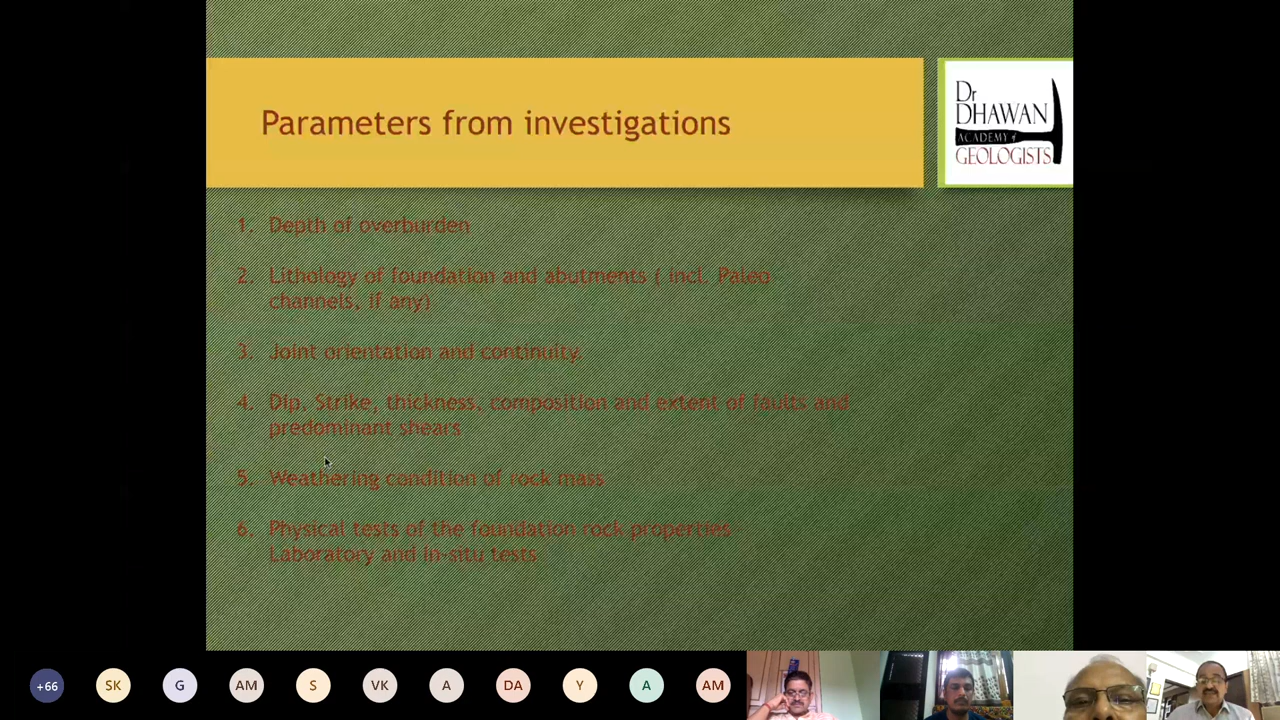 Parameters from investigations
Dr
DHAWAN
ACADEMY of
GEOLOGISTS
1. Depth of overburden
2. Lithology of foundation and abutments ( incl. Paleo
channels, if any)
3. Joint orientation and continuity.
4. Dip, Strike, thickness, composition and extent of faults and
predominant shears
5. Weathering condition of rock mass
6. Physical tests of the foundation rock properties
Laboratory and in-situ tests
+66 SK G AM S VK A DA Y A AM